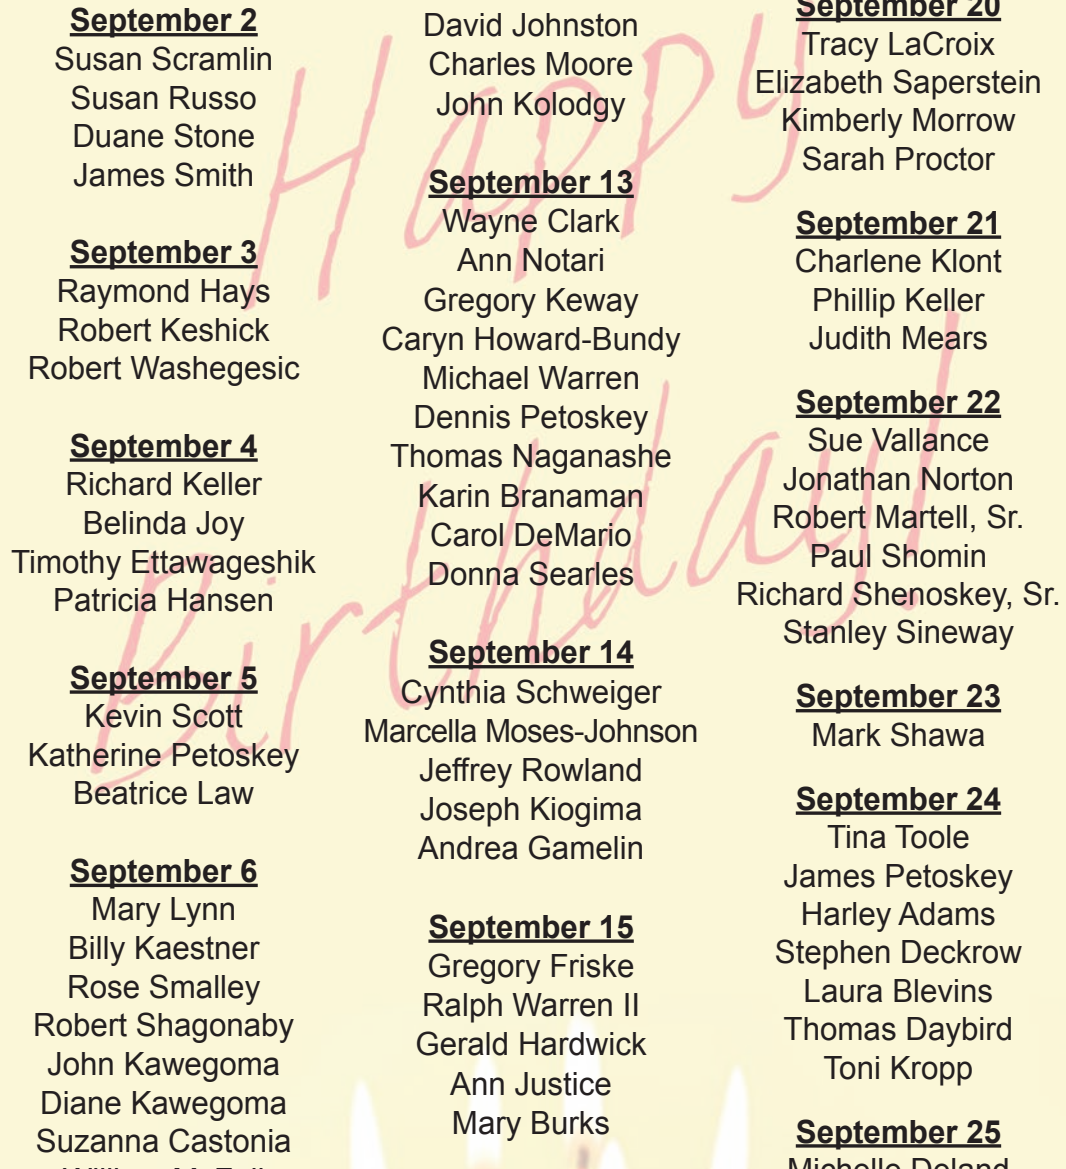 September 2
Susan Scramlin
Susan Russo
Duane Stone
James Smith
September 3
Raymond Hays
Robert Keshick
Robert Washegesic
September 4
Richard Keller
Belinda Joy
Timothy Ettawageshik
Patricia Hansen
September 5
Kevin Scott
Katherine Petoskey
Beatrice Law
September 6
Mary Lynn
Billy Kaestner
Rose Smalley
Robert Shagonaby
John Kawegoma
Diane Kawegoma
Suzanna Castonia
David Johnston
Charles Moore
John Kolodgy
September 13
Wayne Clark
Ann Notari
Gregory Keway
Caryn Howard-Bundy
Michael Warren
Dennis Petoskey
Thomas Naganashe
Karin Branaman
Carol DeMario
Donna Searles
September 14
Cynthia Schweiger
Marcella Moses-Johnson
Jeffrey Rowland
Joseph Kiogima
Andrea Gamelin
September 15
Gregory Friske
Ralph Warren II
Gerald Hardwick
Ann Justice
Mary Burks
September 20
Tracy LaCroix
Elizabeth Saperstein
Kimberly Morrow
Sarah Proctor
September 21
Charlene Klont
Phillip Keller
Judith Mears
September 22
Sue Vallance
Jonathan Norton
Robert Martell, Sr.
Paul Shomin
Richard Shenoskey, Sr.
Stanley Sineway
September 23
Mark Shawa
September 24
Tina Toole
James Petoskey
Harley Adams
Stephen Deckrow
Laura Blevins
Thomas Daybird
Toni Kropp
September 25
Michelle Deland
Happy
Birthday!